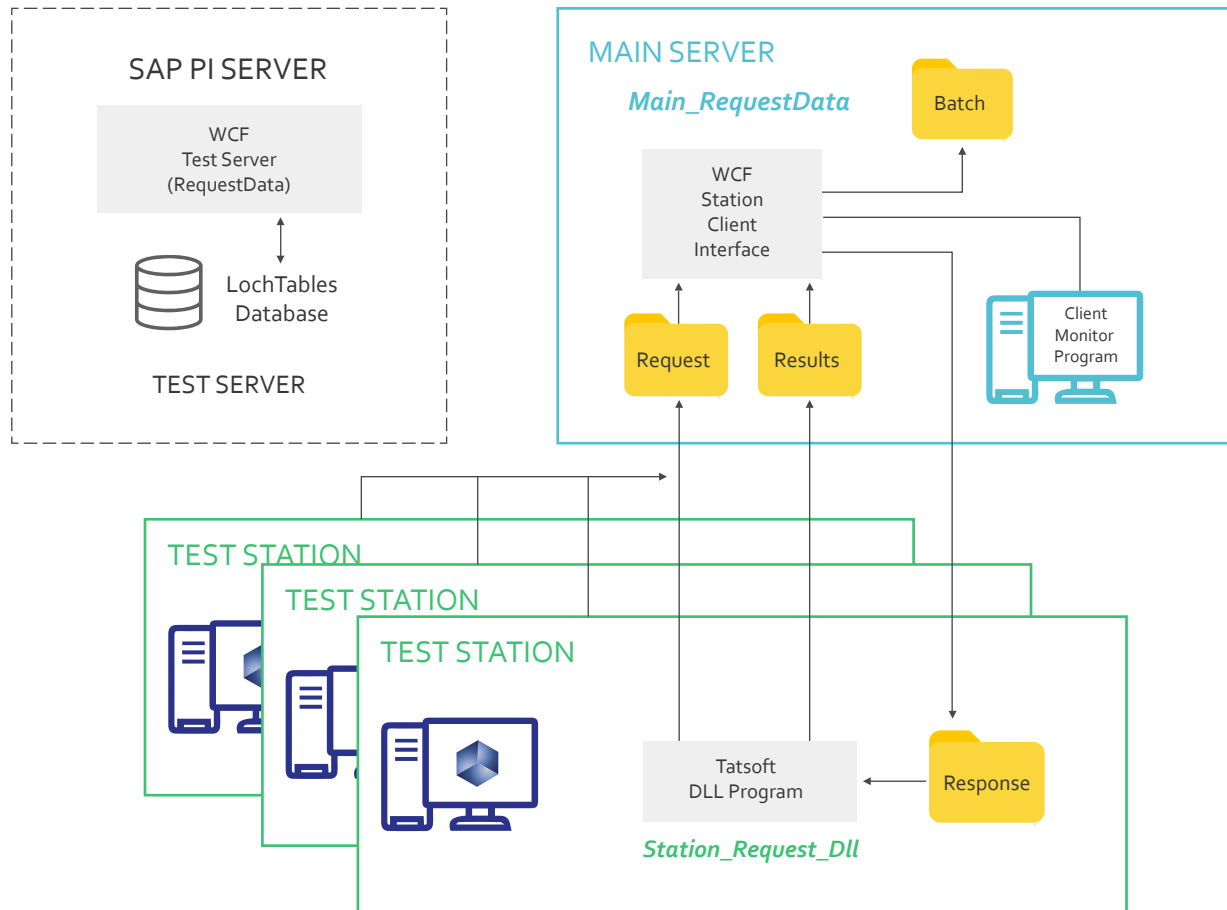 SAP PI SERVER
WCF
Test Server
(RequestData)
LochTables
Database
TEST SERVER
MAIN SERVER
Main_RequestData
Batch
WCF
Station
Client
Interface
Request
Results
Client
Monitor
Program
TEST STATION
TEST STATION
TEST STATION
Tatsoft
DLL Program
Response
Station_Request_Dll